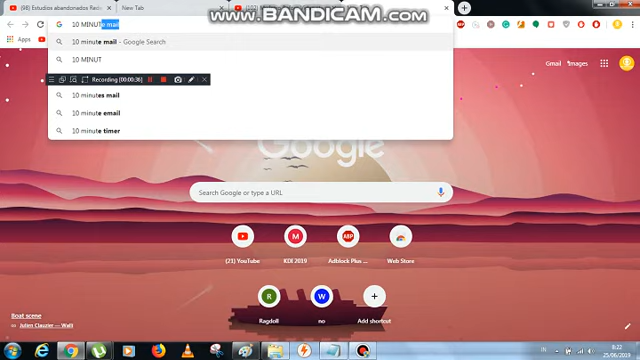 (98) Estudios abandonados Res
New Tab
www.BANDICAM.com
10 MINUTe mail
Apps
10 minute mail - Google Search
10 MINUT
Recording [00:00:36]
10 minutes mail
10 minute email
10 minute timer
Gmail Images
Google
Search Google or type a URL
(21) YouTube
KDI 2019
Adblock Plus ...
Web Store
Ragdoll
no
Add shortcut
Boat scene
Julien Clauzier — Walli
IN
8:22
25/06/2019